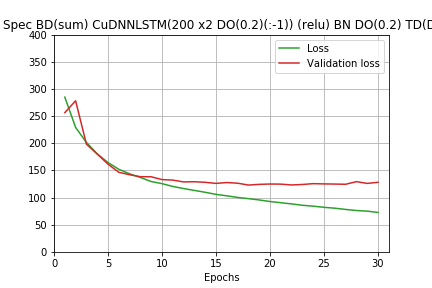 Spec BD(sum) CuDNNLSTM(200 x2 DO(0.2)(:-1)) (relu) BN DO(0.2) TD(D
400
350
300
250
200
150
100
50
0
Loss
Validation loss
0 5 10 15 20 25 30
Epochs